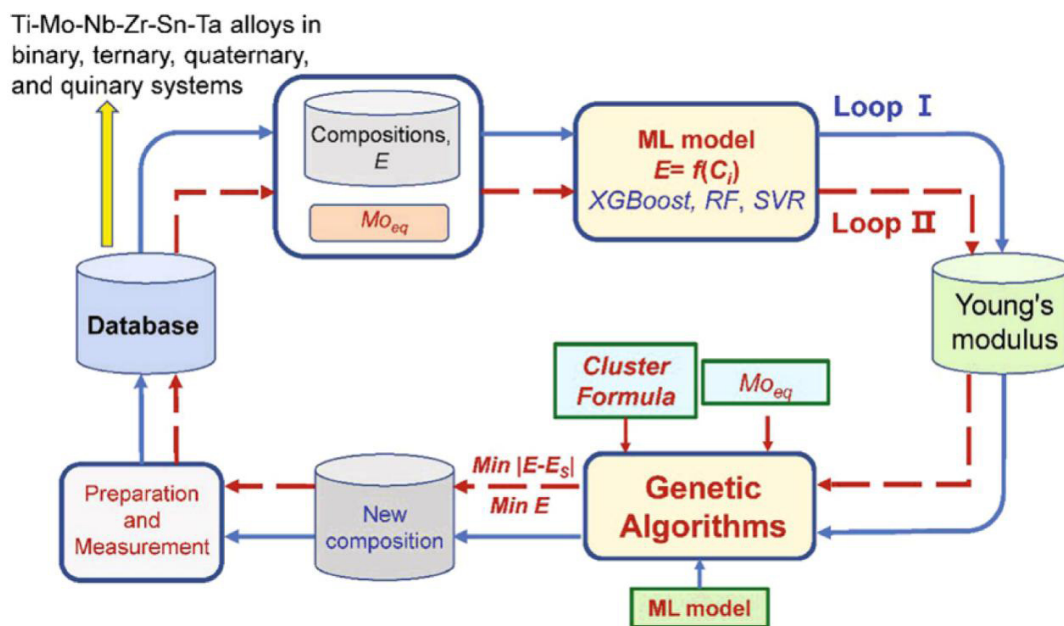 Ti-Mo-Nb-Zr-Sn-Ta alloys in
binary, ternary, quaternary,
and quinary systems
Compositions,
E
Mo_eq
ML model
E= f(C_i)
XGBoost, RF, SVR
Loop I
Loop II
Database
Young's
modulus
Cluster
Formula
Mo_eq
Preparation
and
Measurement
New
composition
Min |E-E_S|
Min E
Genetic
Algorithms
ML model